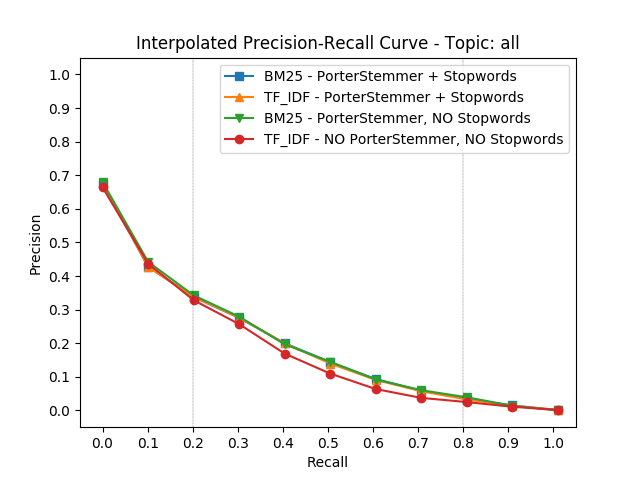 Interpolated Precision-Recall Curve - Topic: all
BM25 - PorterStemmer + Stopwords
TF_IDF - PorterStemmer + Stopwords
BM25 - PorterStemmer, NO Stopwords
TF_IDF - NO PorterStemmer, NO Stopwords
Precision
1.0
0.9
0.8
0.7
0.6
0.5
0.4
0.3
0.2
0.1
0.0
0.0 0.1 0.2 0.3 0.4 0.5 0.6 0.7 0.8 0.9 1.0
Recall